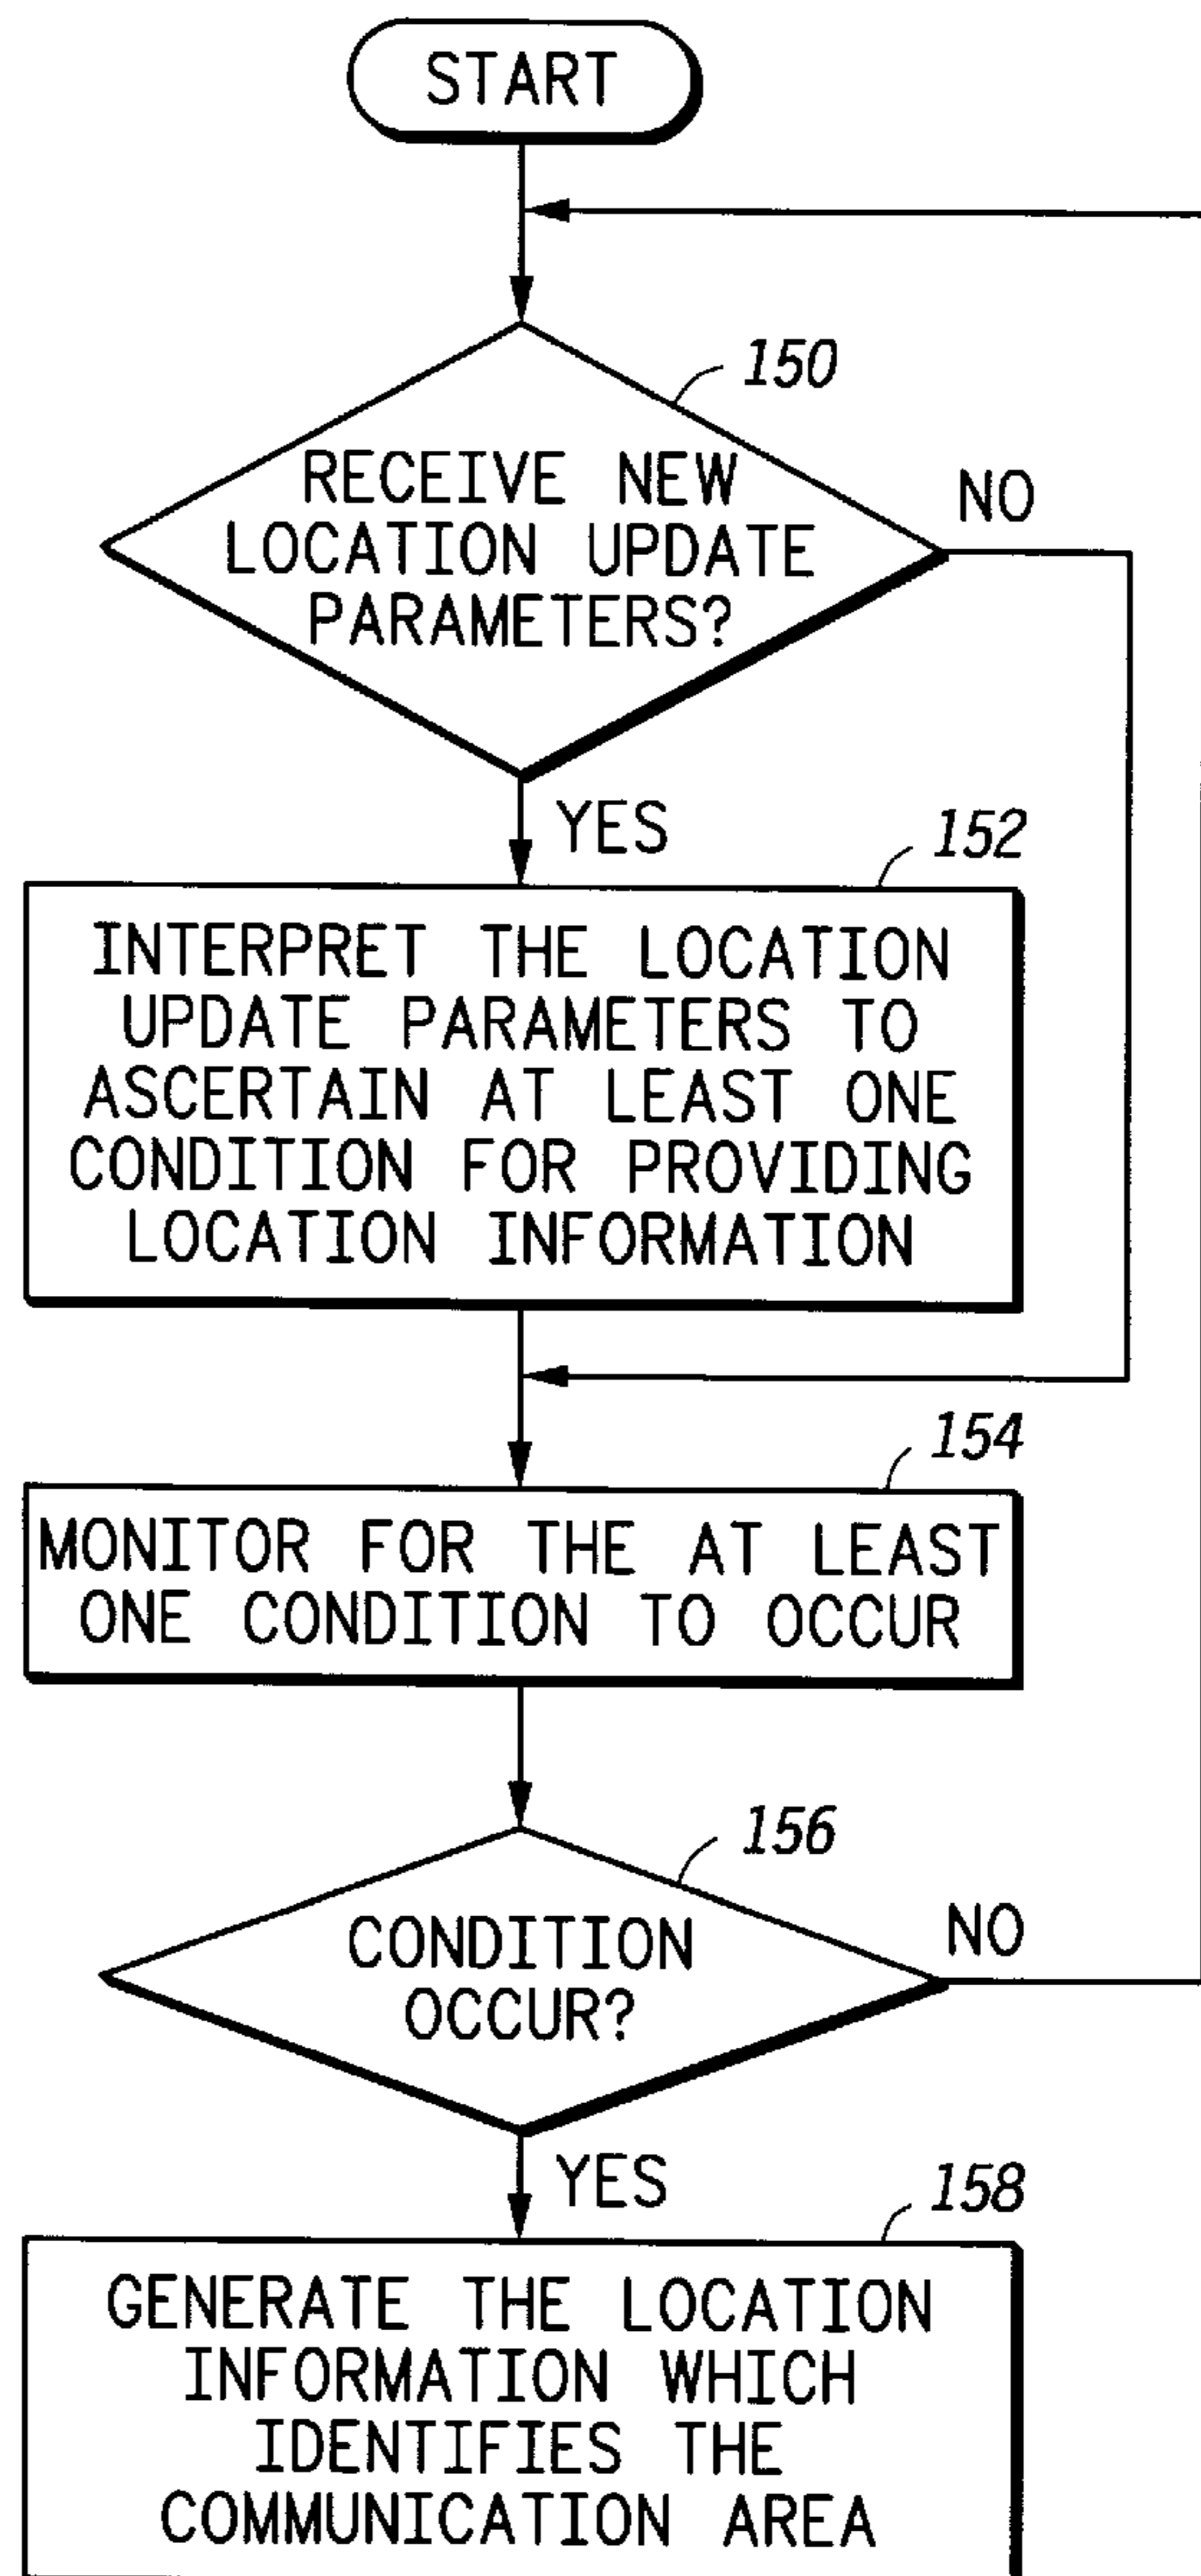 START
150
RECEIVE NEW
LOCATION UPDATE
PARAMETERS?
NO
YES
152
INTERPRET THE LOCATION
UPDATE PARAMETERS TO
ASCERTAIN AT LEAST ONE
CONDITION FOR PROVIDING
LOCATION INFORMATION
154
MONITOR FOR THE AT LEAST
ONE CONDITION TO OCCUR
156
CONDITION
OCCUR?
NO
YES
158
GENERATE THE LOCATION
INFORMATION WHICH
IDENTIFIES THE
COMMUNICATION AREA